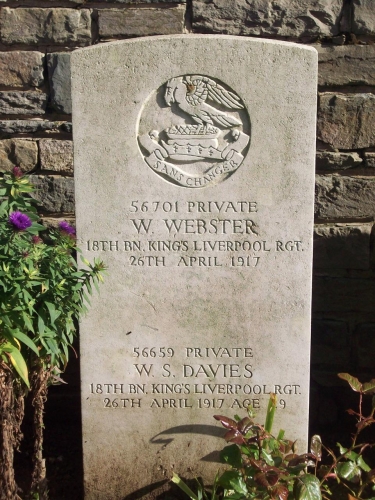 SANS CHANGER
56701 PRIVATE
W. WEBSTER
18TH BN. KING'S LIVERPOOL RGT.
26TH APRIL 1917
56659 PRIVATE
W. S. DAVIES
18TH BN. KING'S LIVERPOOL RGT.
26TH APRIL 1917 AGE